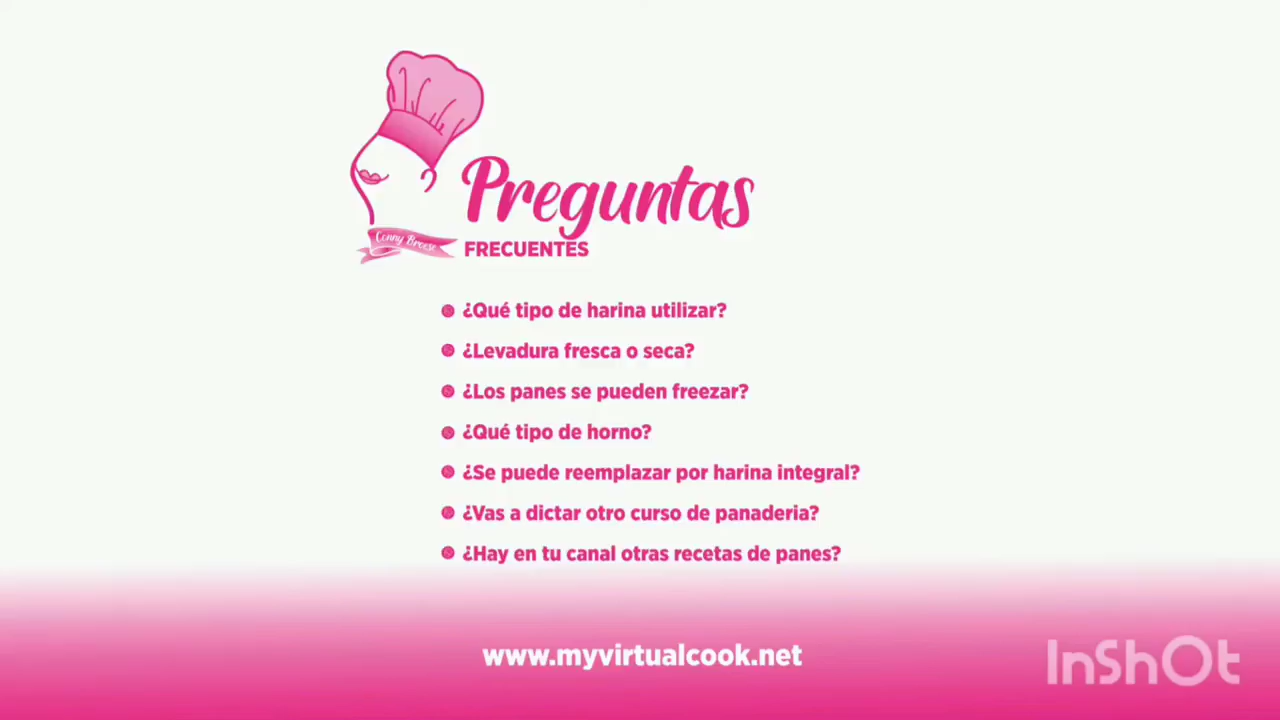 Preguntas
FRECUENTES
Conny Breese
¿Qué tipo de harina utilizar?
¿Levadura fresca o seca?
¿Los panes se pueden freezar?
¿Qué tipo de horno?
¿Se puede reemplazar por harina integral?
¿Vas a dictar otro curso de panaderia?
¿Hay en tu canal otras recetas de panes?
www.myvirtualcook.net
InShOt